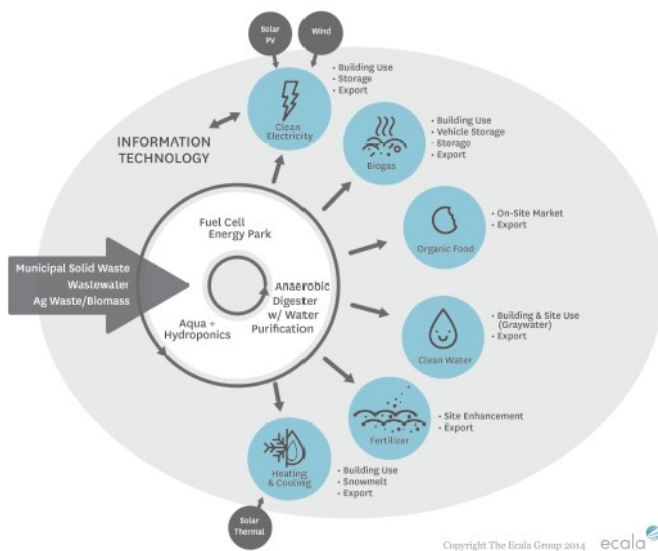 Solar
PV
Wind
• Building Use
• Storage
• Export
Clean
Electricity
INFORMATION
TECHNOLOGY
• Building Use
• Vehicle Storage
· Storage
• Export
Biogas
Fuel Cell
Energy Park
• On-Site Market
• Export
Organic Food
Municipal Solid Waste
Wastewater
Ag Waste/Biomass
Anaerobic
Digester
w/ Water
Purification
Aqua +
Hydroponics
• Building & Site Use
(Graywater)
• Export
Clean Water
• Site Enhancement
• Export
Fertilizer
Heating
& Cooling
• Building Use
• Snowmelt
• Export
Solar
Thermal
Copyright The Ecala Group 2014
ecala